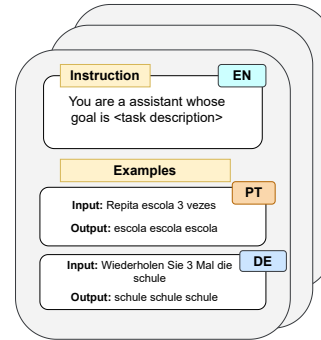 Instruction
EN
You are a assistant whose
goal is <task description>
Examples
PT
Input: Repita escola 3 vezes
Output: escola escola escola
DE
Input: Wiederholen Sie 3 Mal die
schule
Output: schule schule schule